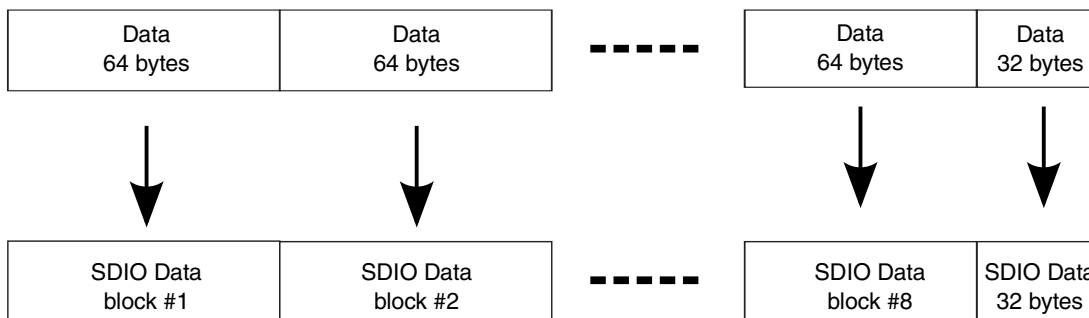 Data
64 bytes
Data
64 bytes
Data
64 bytes
Data
32 bytes
SDIO Data
block #1
SDIO Data
block #2
SDIO Data
block #8
SDIO Data
32 bytes